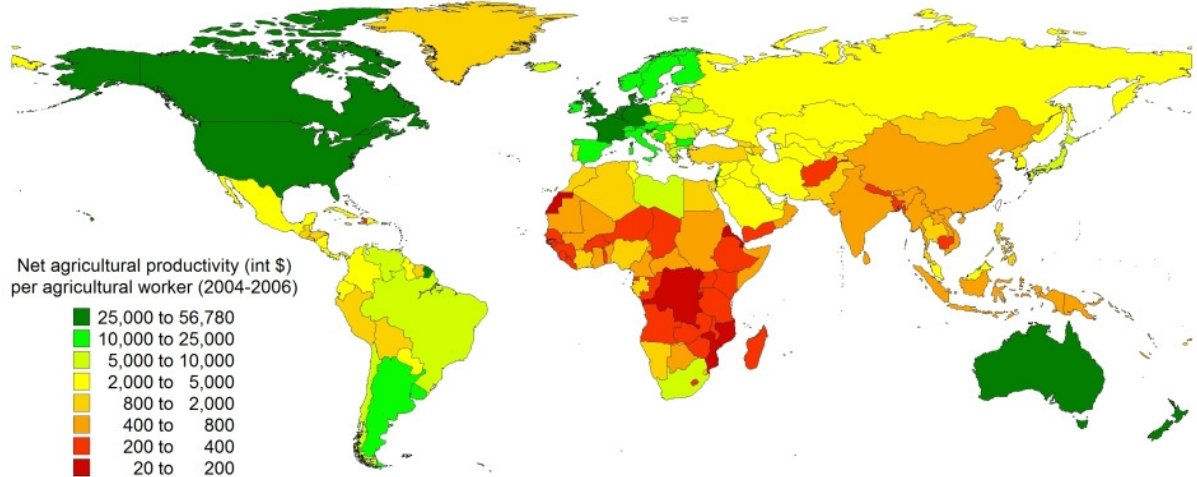 Net agricultural productivity (int $)
per agricultural worker (2004-2006)
25,000 to 56,780
10,000 to 25,000
5,000 to 10,000
2,000 to 5,000
800 to 2,000
400 to 800
200 to 400
20 to 200